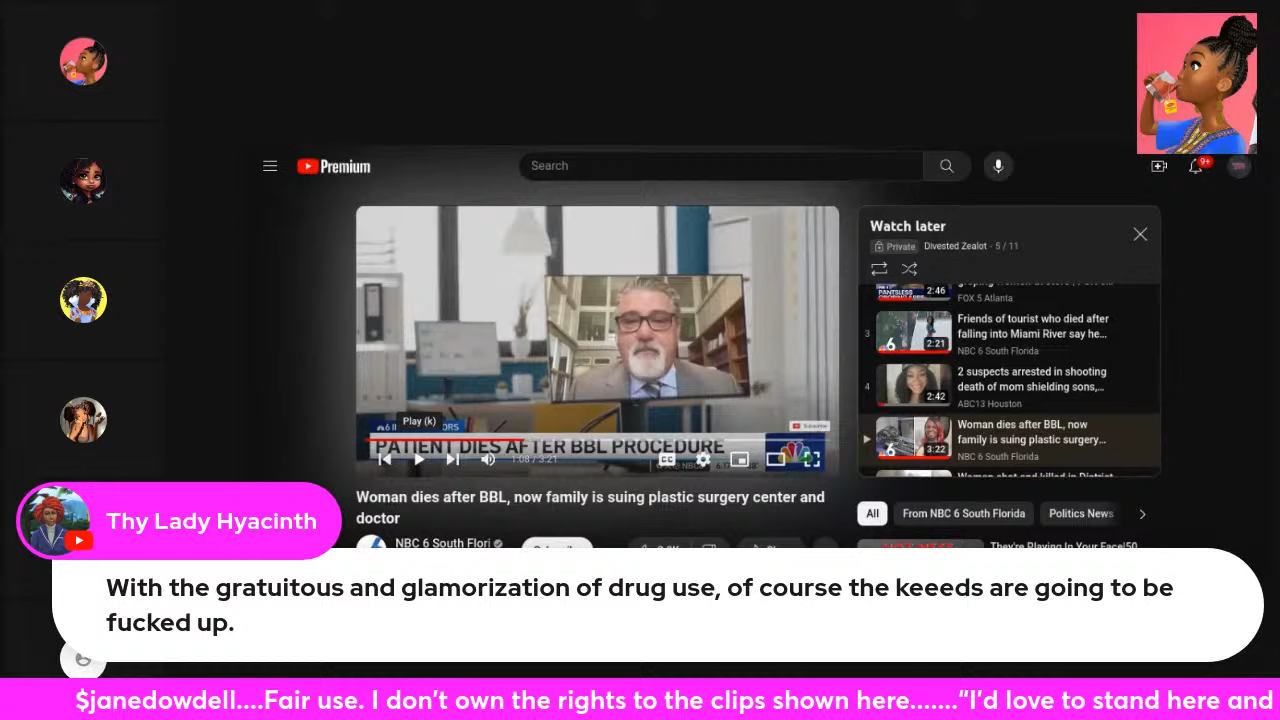 Premium
Search
9+
Watch later
Private Divested Zealot - 5 / 11
2:46
FOX 5 Atlanta
3
Friends of tourist who died after
falling into Miami River say he...
2:21
NBC 6 South Florida
4
2 suspects arrested in shooting
death of mom shielding sons,...
2:42
ABC13 Houston
Woman dies after BBL, now
family is suing plastic surgery...
3:22
NBC 6 South Florida
Play (k)
PATIENT DIES AFTER BBL PROCEDURE
1:08 / 3:21
Woman dies after BBL, now family is suing plastic surgery center and
doctor
NBC 6 South Flori
All
From NBC 6 South Florida
Politics News
They're Playing In Your Face!50
Thy Lady Hyacinth
With the gratuitous and glamorization of drug use, of course the keeeds are going to be
fucked up.
$janedowdell....Fair use. I don’t own the rights to the clips shown here.......“I’d love to stand here and